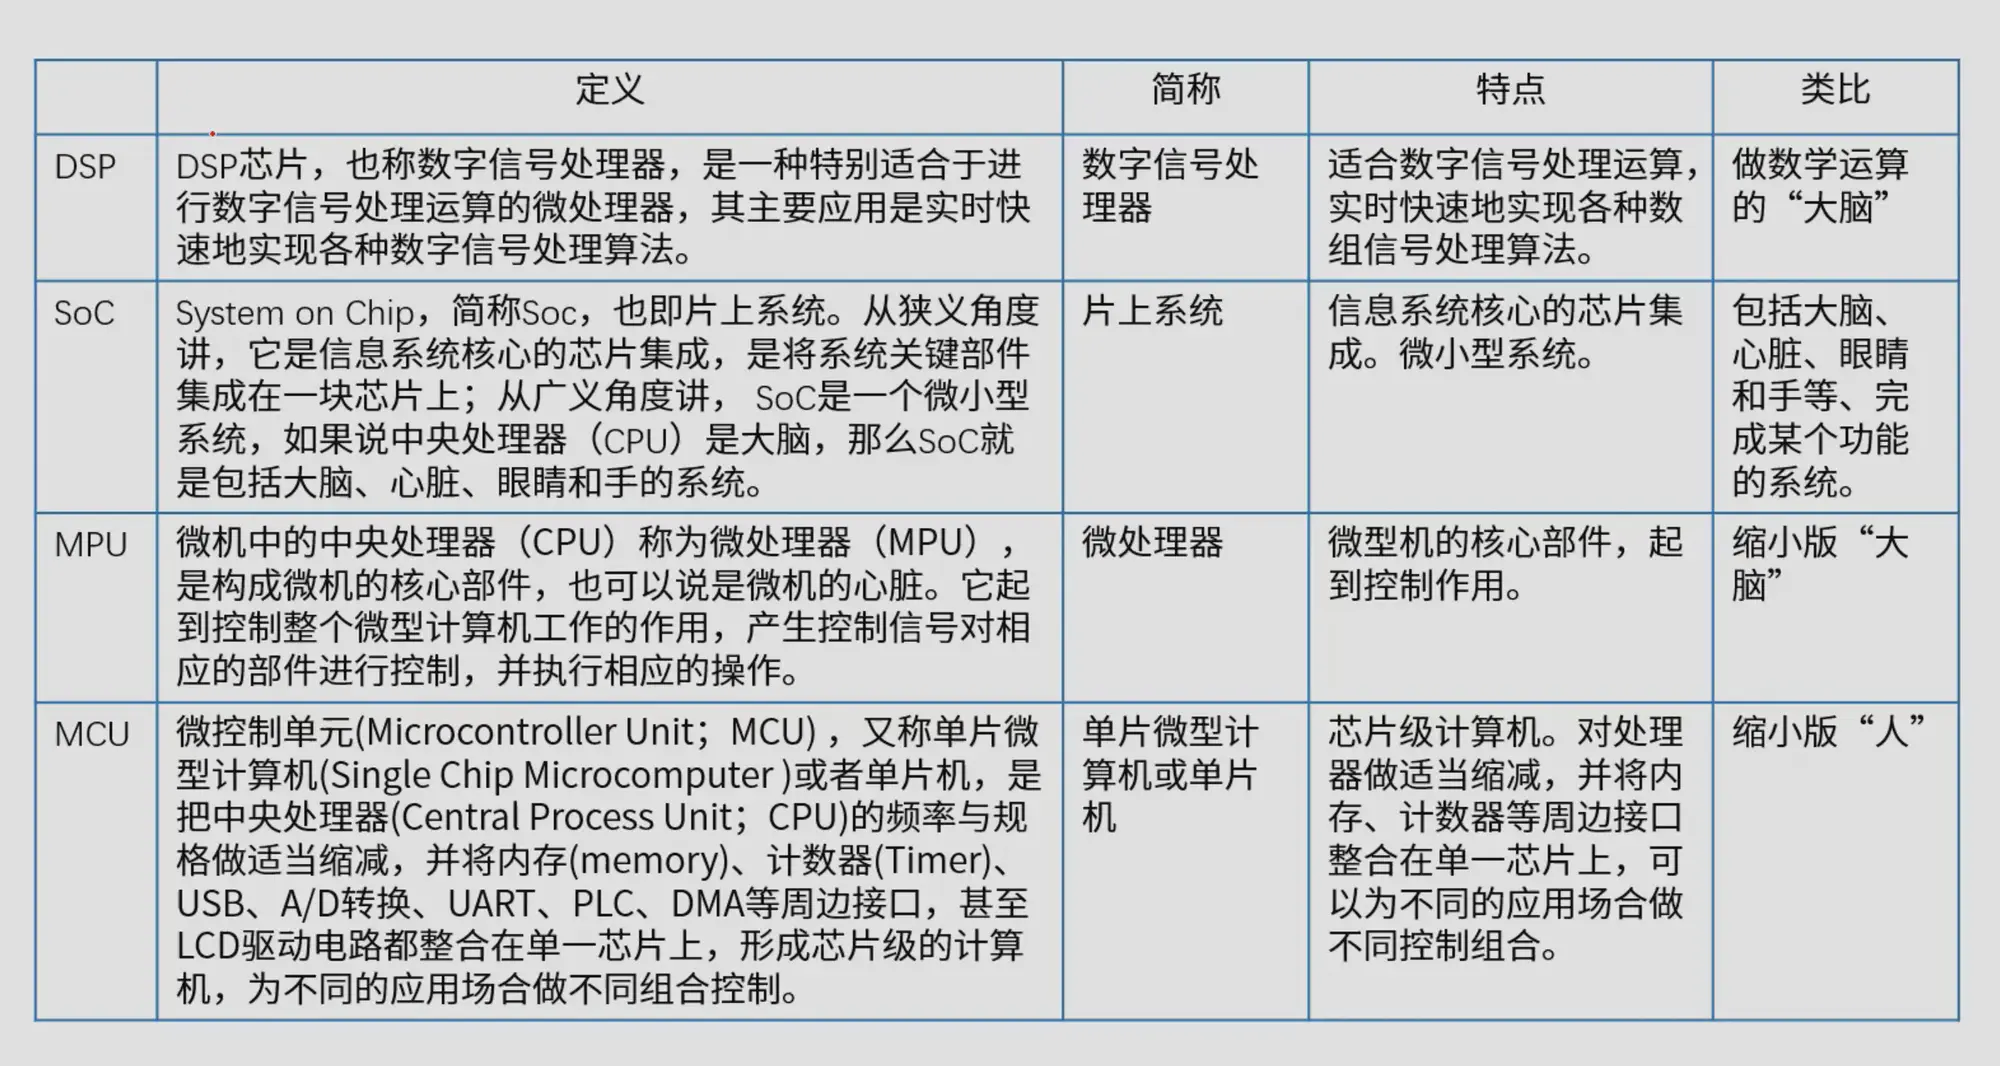 定义
简称
特点
类比
DSP
DSP芯片，也称数字信号处理器，是一种特别适合于进
行数字信号处理运算的微处理器，其主要应用是实时快
速地实现各种数字信号处理算法。
数字信号处
理器
适合数字信号处理运算，
实时快速地实现各种数
组信号处理算法。
做数学运算
的“大脑”
SoC
System on Chip，简称Soc，也即片上系统。从狭义角度
讲，它是信息系统核心的芯片集成，是将系统关键部件
集成在一块芯片上；从广义角度讲， SoC是一个微小型
系统，如果说中央处理器（CPU）是大脑，那么SoC就
是包括大脑、心脏、眼睛和手的系统。
片上系统
信息系统核心的芯片集
成。微小型系统。
包括大脑、
心脏、眼睛
和手等、完
成某个功能
的系统。
MPU
微机中的中央处理器（CPU）称为微处理器（MPU），
是构成微机的核心部件，也可以说是微机的心脏。它起
到控制整个微型计算机工作的作用，产生控制信号对相
应的部件进行控制，并执行相应的操作。
微处理器
微型机的核心部件，起
到控制作用。
缩小版“大
脑”
MCU
微控制单元(Microcontroller Unit；MCU) ，又称单片微
型计算机(Single Chip Microcomputer )或者单片机，是
把中央处理器(Central Process Unit；CPU)的频率与规
格做适当缩减，并将内存(memory)、计数器(Timer)、
USB、A/D转换、UART、PLC、DMA等周边接口，甚至
LCD驱动电路都整合在单一芯片上，形成芯片级的计算
机，为不同的应用场合做不同组合控制。
单片微型计
算机或单片
机
芯片级计算机。对处理
器做适当缩减，并将内
存、计数器等周边接口
整合在单一芯片上，可
以为不同的应用场合做
不同控制组合。
缩小版“人”